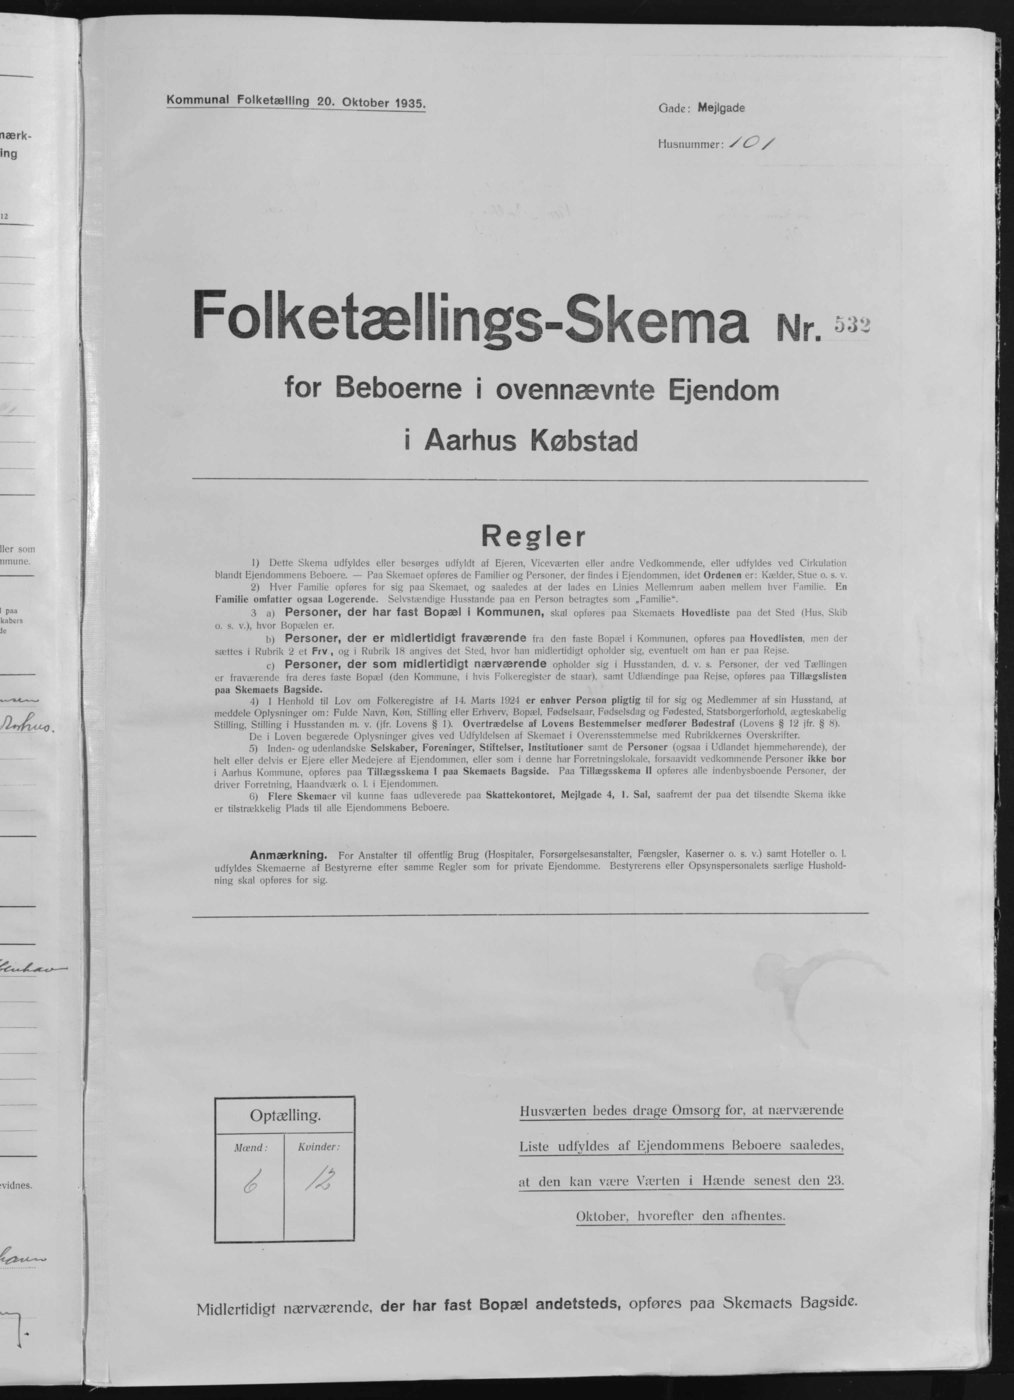 Kommunal Folketælling 20. Oktober 1935.
Gade: Mejlgade
Husnummer: 101
Folketællings-Skema Nr. 532
for Beboerne i ovennævnte Ejendom
i Aarhus Købstad
Regler
1) Dette Skema udfyldes eller besørges udfyldt af Ejeren, Viceværten eller andre Vedkommende, eller udfyldes ved Cirkulation
blandt Ejendommens Beboere. — Paa Skemaet opføres de Familier og Personer, der findes i Ejendommen, idet Ordenen er: Kælder, Stue o. s. v.
2) Hver Familie opføres for sig paa Skemaet, og saaledes at der lades en Linies Mellemrum aaben mellem hver Familie. En
Familie omfatter ogsaa Logerende. Selvstændige Husstande paa en Person betragtes som „Familie“.
3 a) Personer, der har fast Bopæl i Kommunen, skal opføres paa Skemaets Hovedliste paa det Sted (Hus, Skib
o. s. v.), hvor Bopælen er.
b) Personer, der er midlertidigt fraværende fra den faste Bopæl i Kommunen, opføres paa Hovedlisten, men der
sættes i Rubrik 2 et Frv., og i Rubrik 18 angives det Sted, hvor han midlertidigt opholder sig, eventuelt om han er paa Rejse.
c) Personer, der som midlertidigt nærværende opholder sig i Husstanden, d. v. s. Personer, der ved Tællingen
er fraværende fra deres faste Bopæl (den Kommune, i hvis Folkeregister de staar), samt Udlændinge paa Rejse, opføres paa Tillægslisten
paa Skemaets Bagside.
4) I Henhold til Lov om Folkeregistre af 14. Marts 1924 er enhver Person pligtig til for sig og Medlemmer af sin Husstand, at
meddele Oplysninger om: Fulde Navn, Køn, Stilling eller Erhverv, Bopæl, Fødselsaar, Fødselsdag og Fødested, Statsborgerforhold, ægteskabelig
Stilling, Stilling i Husstanden m. v. (jfr. Lovens § 1). Overtrædelse af Lovens Bestemmelser medfører Bødestraf (Lovens § 12 jfr. § 8).
De i Loven begærede Oplysninger gives ved Udfyldelsen af Skemaet i Overensstemmelse med Rubrikkernes Overskrifter.
5) Inden- og udenlandske Selskaber, Foreninger, Stiftelser, Institutioner samt de Personer (ogsaa i Udlandet hjemmehørende), der
helt eller delvis er Ejere eller Medejere af Ejendommen, eller som i denne har Forretningslokale, forsaavidt vedkommende Personer ikke bor
i Aarhus Kommune, opføres paa Tillægsskema I paa Skemaets Bagside. Paa Tillægsskema II opføres alle indenbysboende Personer, der
driver Forretning, Haandværk o. l. i Ejendommen.
6) Flere Skemaer vil kunne faas udleverede paa Skattekontoret, Mejlgade 4, 1. Sal, saafremt der paa det tilsendte Skema ikke
er tilstrækkelig Plads til alle Ejendommens Beboere.
Anmærkning. For Anstalter til offentlig Brug (Hospitaler, Forsørgelsesanstalter, Fængsler, Kaserner o. s. v.) samt Hoteller o. l.
udfyldes Skemaerne af Bestyrerne efter samme Regler som for private Ejendomme. Bestyrerens eller Opsynspersonalets særlige Hushold-
ning skal opføres for sig.
Optælling.
Mænd: Kvinder:
6 12
Husværten bedes drage Omsorg for, at nærværende
Liste udfyldes af Ejendommens Beboere saaledes,
at den kan være Værten i Hænde senest den 23.
Oktober, hvorefter den afhentes.
Midlertidigt nærværende, der har fast Bopæl andetsteds, opføres paa Skemaets Bagside.